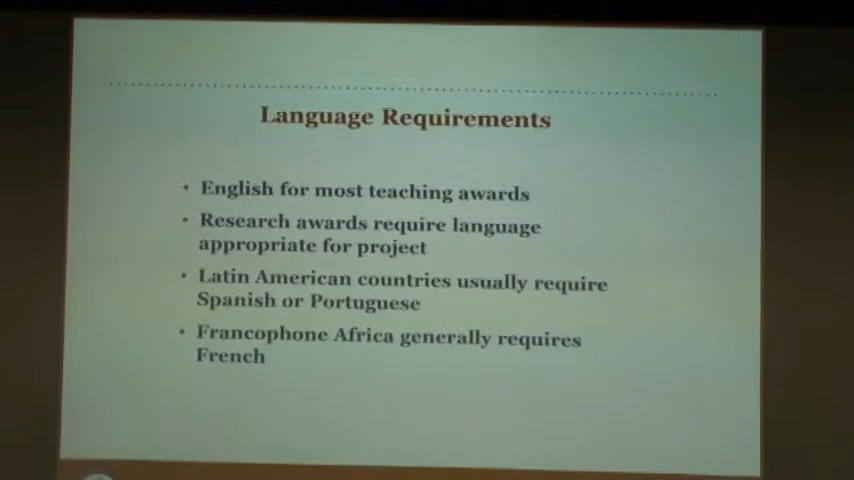 Language Requirements
• English for most teaching awards
• Research awards require language
appropriate for project
• Latin American countries usually require
Spanish or Portuguese
• Francophone Africa generally requires
French